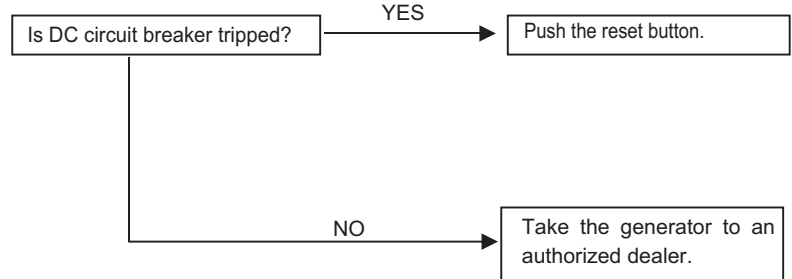 YES
Is DC circuit breaker tripped?
Push the reset button.
NO
Take the generator to an
authorized dealer.